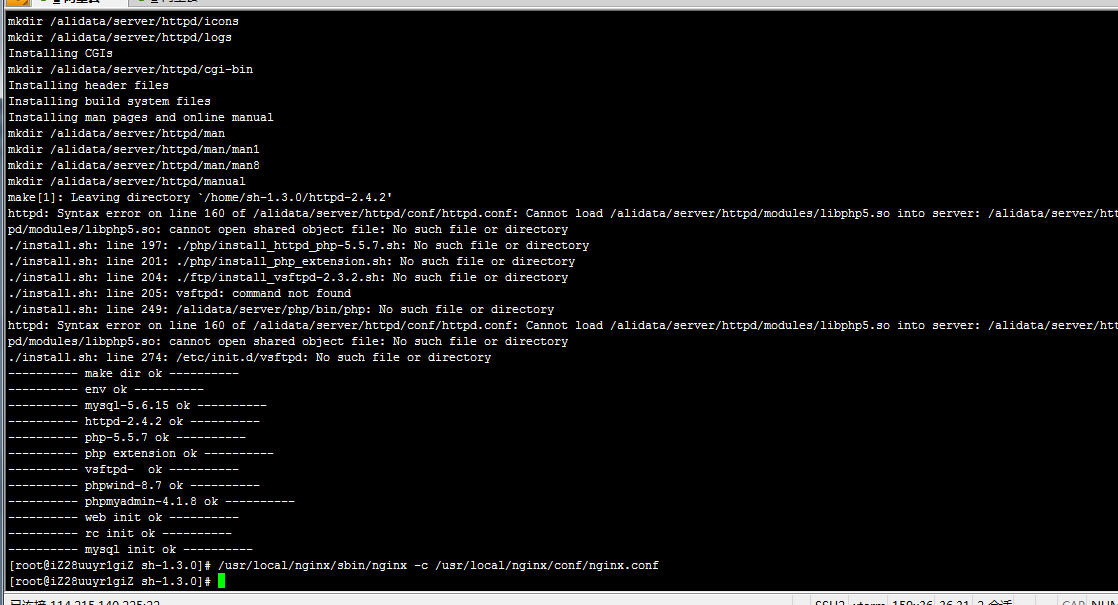 mkdir /alidata/server/httpd/icons
mkdir /alidata/server/httpd/logs
Installing CGIs
mkdir /alidata/server/httpd/cgi-bin
Installing header files
Installing build system files
Installing man pages and online manual
mkdir /alidata/server/httpd/man
mkdir /alidata/server/httpd/man/man1
mkdir /alidata/server/httpd/man/man8
mkdir /alidata/server/httpd/manual
make[1]: Leaving directory `/home/sh-1.3.0/httpd-2.4.2'
httpd: Syntax error on line 160 of /alidata/server/httpd/conf/httpd.conf: Cannot load /alidata/server/httpd/modules/libphp5.so into server: /alidata/server/htt
pd/modules/libphp5.so: cannot open shared object file: No such file or directory
./install.sh: line 197: ./php/install_httpd_php-5.5.7.sh: No such file or directory
./install.sh: line 201: ./php/install_php_extension.sh: No such file or directory
./install.sh: line 204: ./ftp/install_vsftpd-2.3.2.sh: No such file or directory
./install.sh: line 205: vsftpd: command not found
./install.sh: line 249: /alidata/server/php/bin/php: No such file or directory
httpd: Syntax error on line 160 of /alidata/server/httpd/conf/httpd.conf: Cannot load /alidata/server/httpd/modules/libphp5.so into server: /alidata/server/htt
pd/modules/libphp5.so: cannot open shared object file: No such file or directory
./install.sh: line 274: /etc/init.d/vsftpd: No such file or directory
---------- make dir ok ----------
---------- env ok ----------
---------- mysql-5.6.15 ok ----------
---------- httpd-2.4.2 ok ----------
---------- php-5.5.7 ok ----------
---------- php extension ok ----------
---------- vsftpd-  ok ----------
---------- phpwind-8.7 ok ----------
---------- phpmyadmin-4.1.8 ok ----------
---------- web init ok ----------
---------- rc init ok ----------
---------- mysql init ok ----------
[root@iZ28uuyr1giZ sh-1.3.0]# /usr/local/nginx/sbin/nginx -c /usr/local/nginx/conf/nginx.conf
[root@iZ28uuyr1giZ sh-1.3.0]#